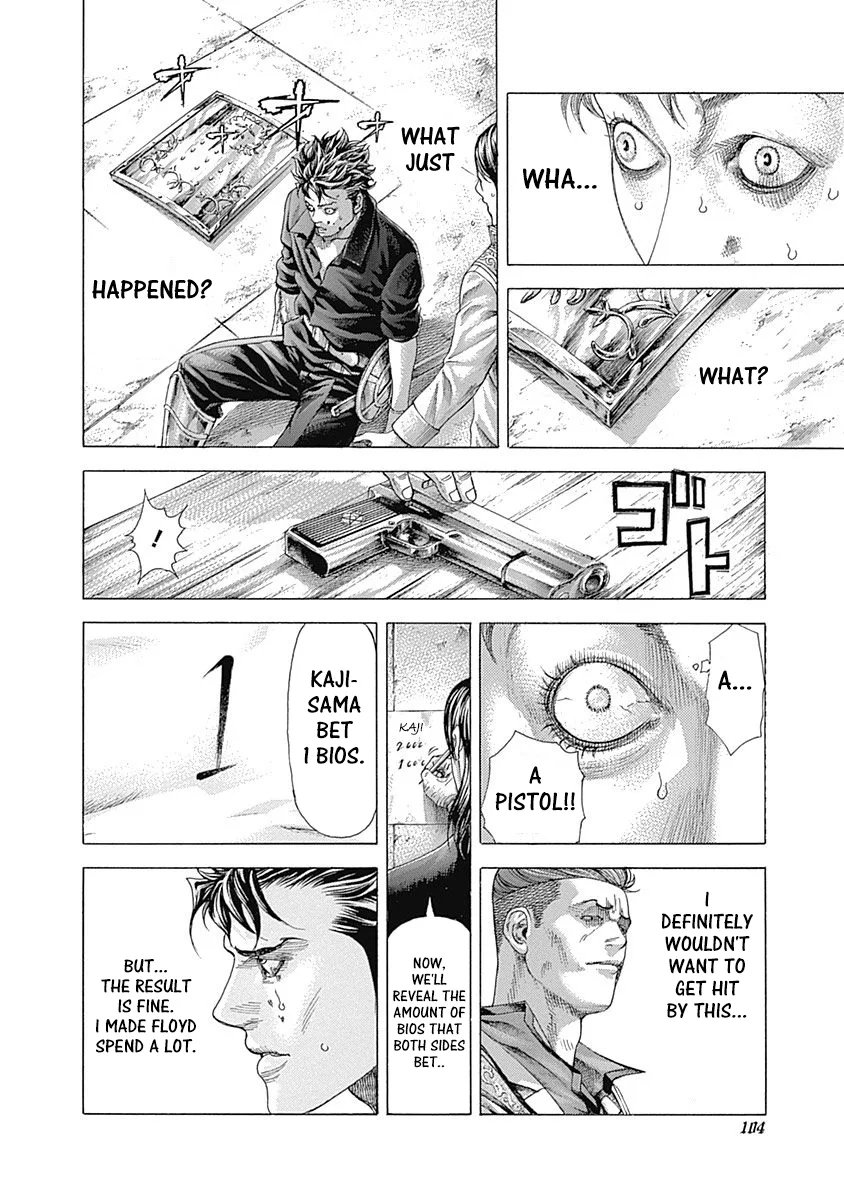 WHA...
WHAT?
WHAT
JUST
HAPPENED?
ゴト
!
A...
A
PISTOL!!
KAJI
2000
1000
KAJI-
SAMA
BET
1 BIOS.
1
I
DEFINITELY
WOULDN'T
WANT TO
GET HIT
BY THIS...
NOW,
WE'LL
REVEAL THE
AMOUNT OF
BIOS THAT
BOTH SIDES
BET..
BUT...
THE RESULT
IS FINE.
I MADE FLOYD
SPEND A LOT.